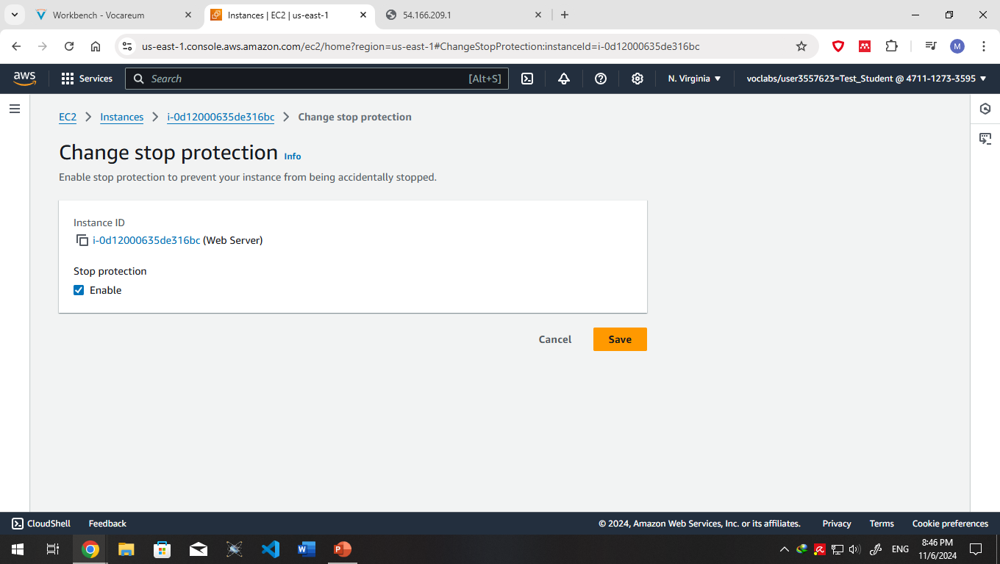 Workbench - Vocareum
Instances | EC2 | us-east-1
54.166.209.1
us-east-1.console.aws.amazon.com/ec2/home?region=us-east-1#ChangeStopProtection:instanceId=i-0d12000635de316bc
M
aws
Services
Search
[Alt+S]
N. Virginia
voclabs/user3557623=Test_Student @ 4711-1273-3595
EC2
Instances
i-0d12000635de316bc
Change stop protection
Change stop protection Info
Enable stop protection to prevent your instance from being accidentally stopped.
Instance ID
i-0d12000635de316bc (Web Server)
Stop protection
Enable
Cancel
Save
CloudShell
Feedback
© 2024, Amazon Web Services, Inc. or its affiliates.
Privacy
Terms
Cookie preferences
ENG
8:46 PM
11/6/2024